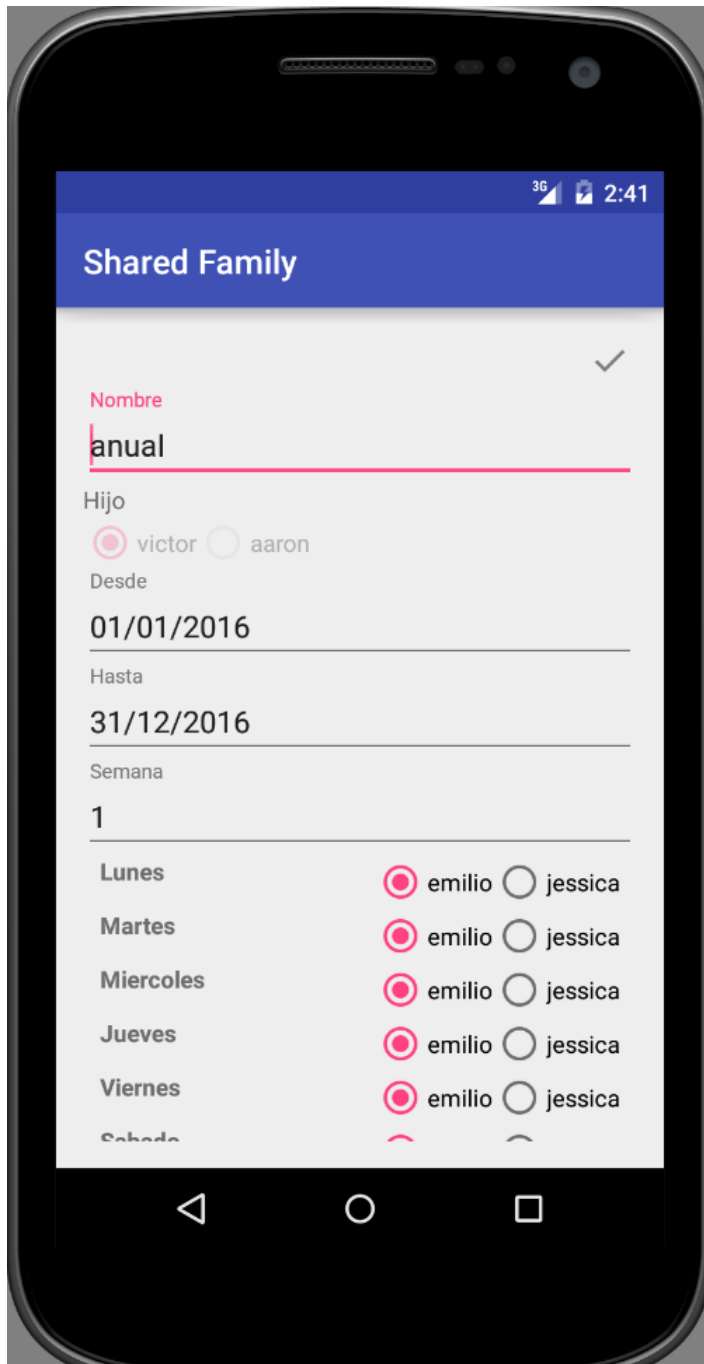 3G 2:41
Shared Family
Nombre
anual
Hijo
victor aaron
Desde
01/01/2016
Hasta
31/12/2016
Semana
1
Lunes emilio jessica
Martes emilio jessica
Miercoles emilio jessica
Jueves emilio jessica
Viernes emilio jessica
Sabado